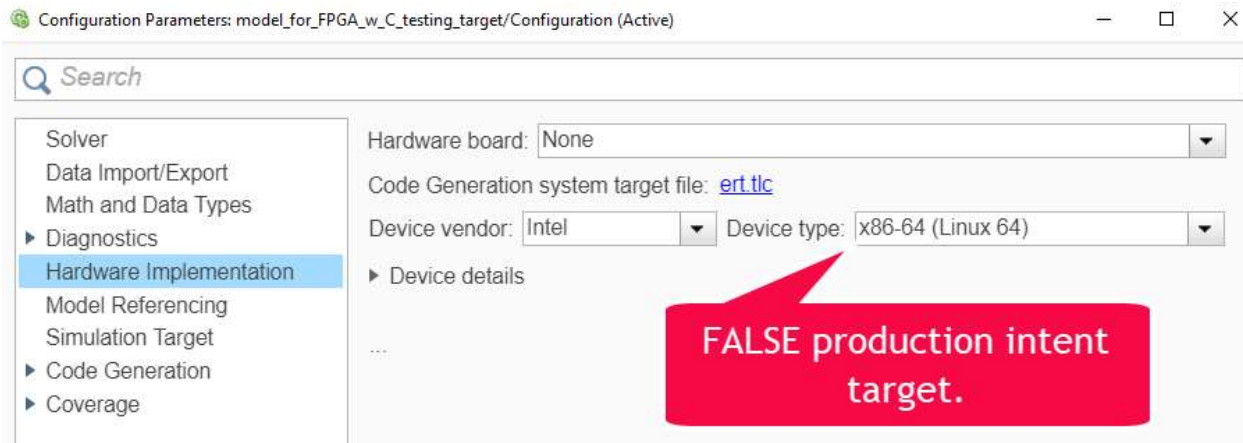 Configuration Parameters: model_for_FPGA_w_C_testing_target/Configuration (Active)
Search
Solver
Data Import/Export
Math and Data Types
Diagnostics
Hardware Implementation
Model Referencing
Simulation Target
Code Generation
Coverage
Hardware board: None
Code Generation system target file: ert.tlc
Device vendor: Intel Device type: x86-64 (Linux 64)
Device details
...
FALSE production intent
target.